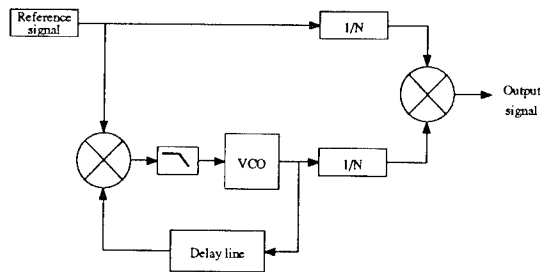 Reference
signal
1/N
Output
signal
VCO
1/N
Delay line